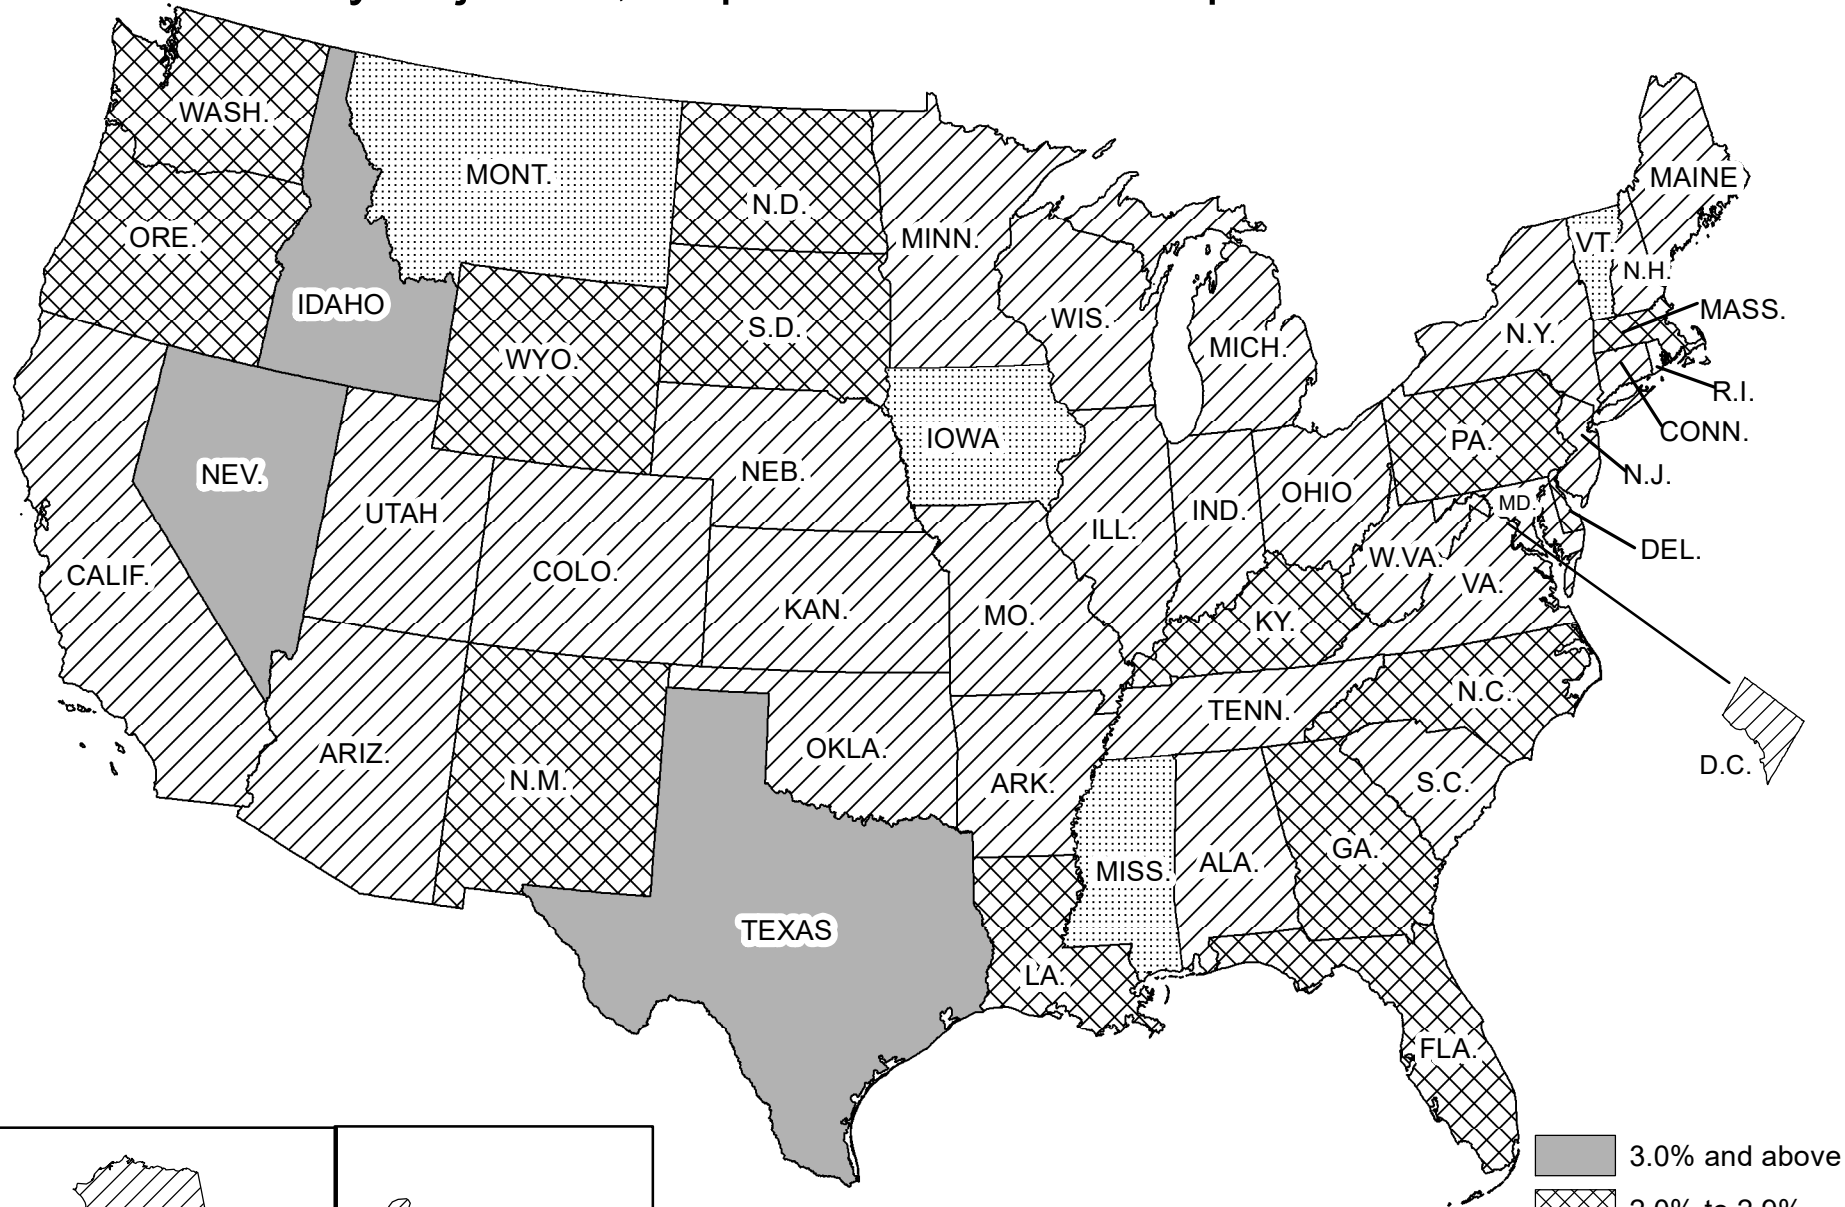 WASH.
MONT.
N.D.
MINN.
MAINE
ORE.
VT.
N.H.
IDAHO
S.D.
WIS.
MICH.
N.Y.
MASS.
WYO.
R.I.
IOWA
PA.
CONN.
NEV.
NEB.
N.J.
UTAH
COLO.
ILL.
IND.
OHIO
MD.
DEL.
CALIF.
KAN.
MO.
W.VA.
VA.
KY.
N.C.
TENN.
ARIZ.
N.M.
OKLA.
ARK.
S.C.
D.C.
MISS.
ALA.
GA.
TEXAS
LA.
FLA.
3.0% and above